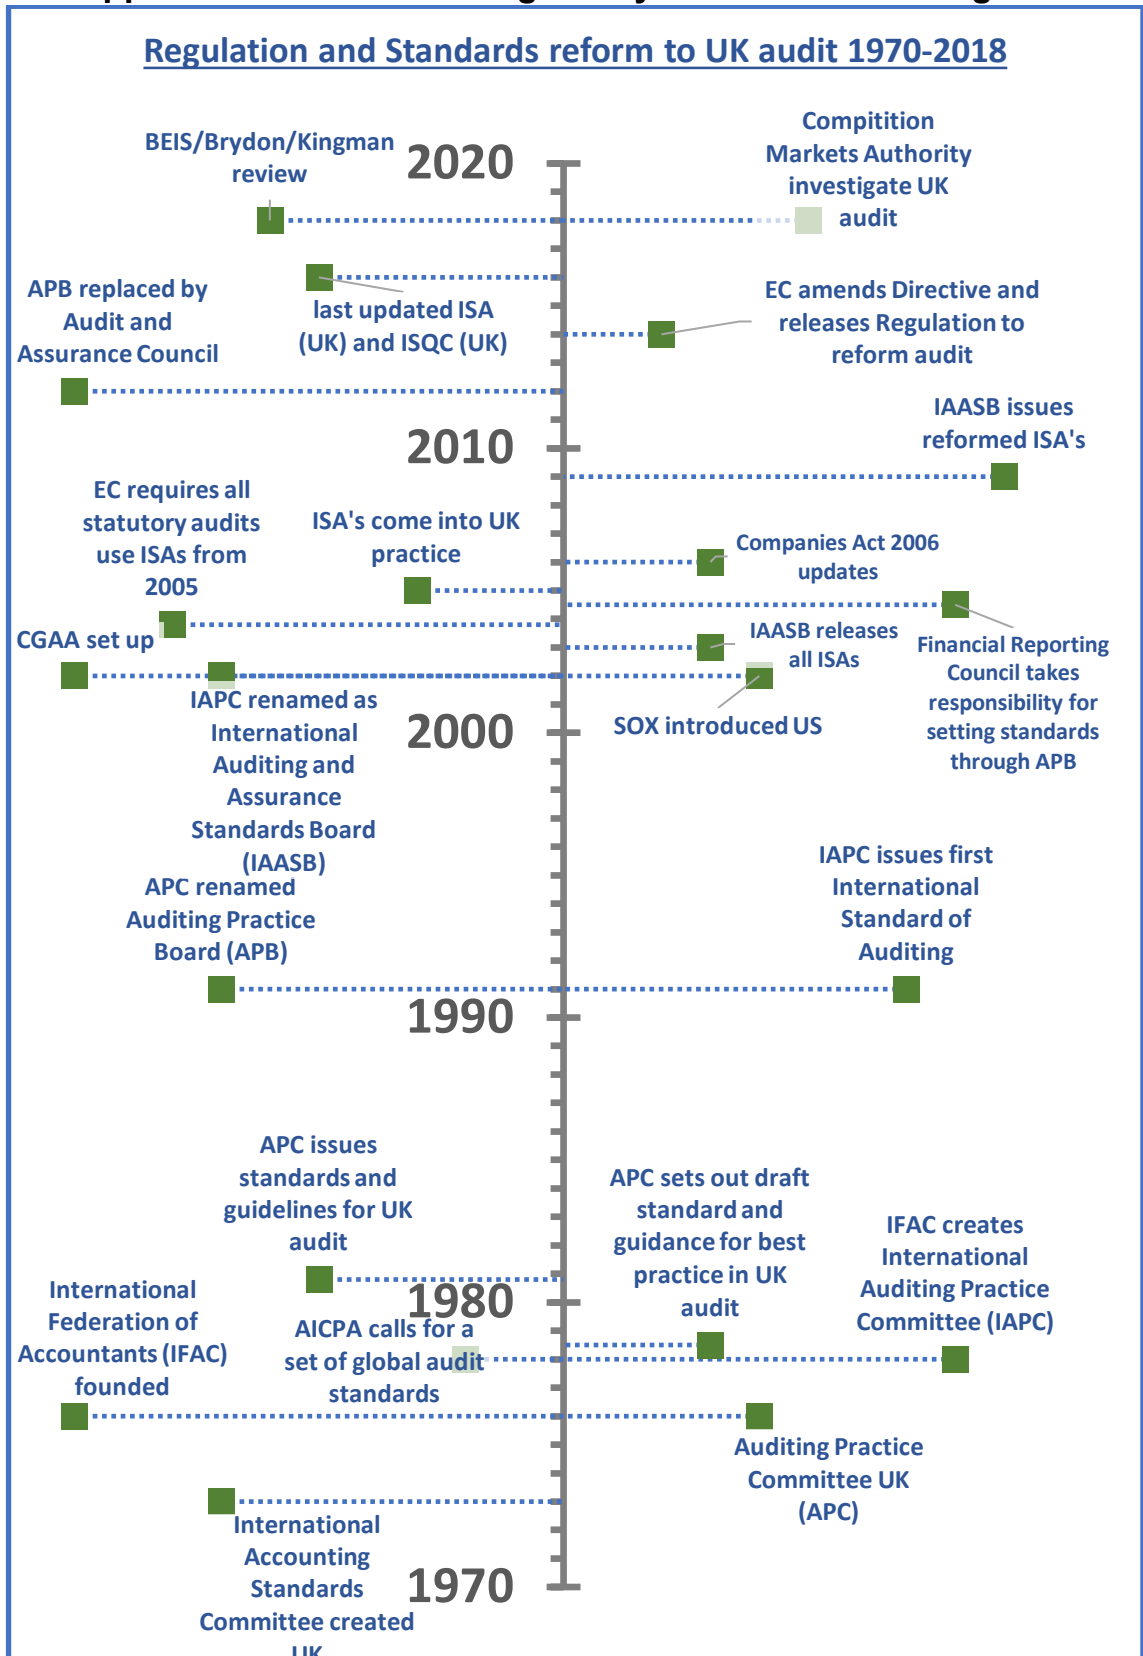 Regulation and Standards reform to UK audit 1970-2018
BEIS/Brydon/Kingman
review
2020
Compitition
Markets Authority
investigate UK
audit
APB replaced by
Audit and
Assurance Council
last updated ISA
(UK) and ISQC (UK)
EC amends Directive and
releases Regulation to
reform audit
IAASB issues
reformed ISA's
2010
EC requires all
statutory audits
use ISAs from
2005
ISA's come into UK
practice
Companies Act 2006
updates
CGAA set up
IAASB releases
all ISAs
Financial Reporting
Council takes
responsibility for
setting standards
through APB
IAPC renamed as
International
Auditing and
Assurance
Standards Board
(IAASB)
SOX introduced US
2000
APC renamed
Auditing Practice
Board (APB)
IAPC issues first
International
Standard of
Auditing
1990
APC issues
standards and
guidelines for UK
audit
APC sets out draft
standard and
guidance for best
practice in UK
audit
IFAC creates
International
Auditing Practice
Committee (IAPC)
1980
International
Federation of
Accountants (IFAC)
founded
AICPA calls for a
set of global audit
standards
Auditing Practice
Committee UK
(APC)
International
Accounting
Standards
Committee created
UK
1970